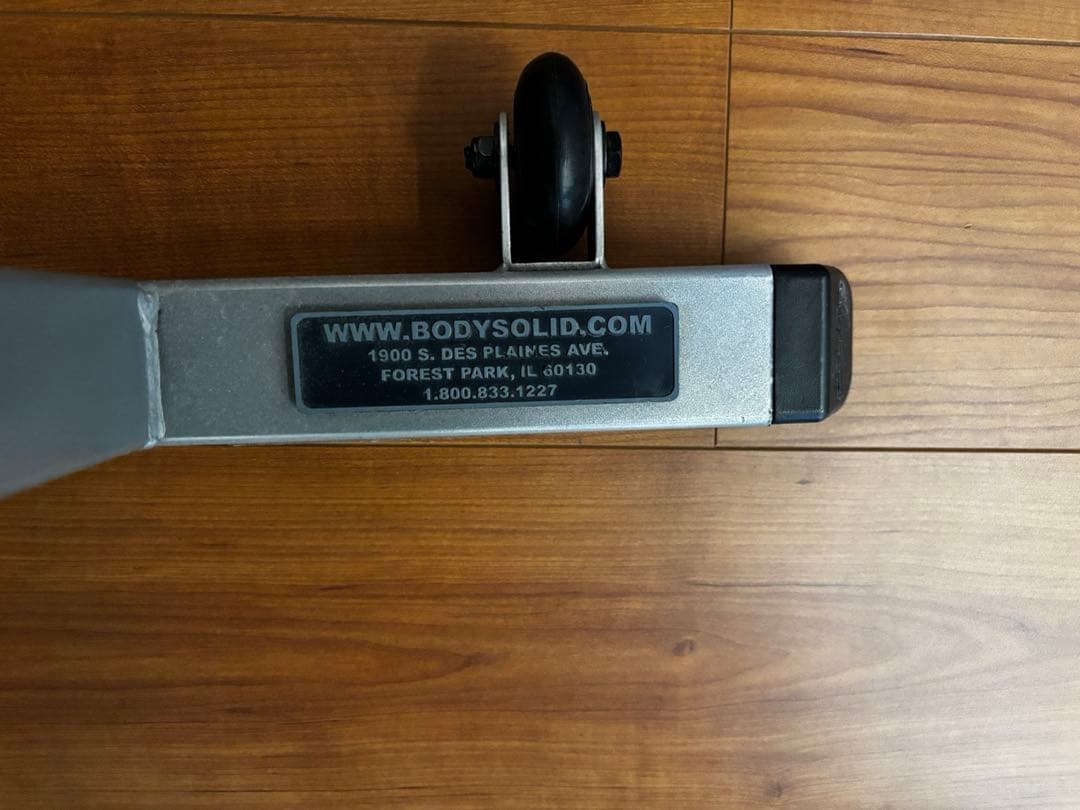 WWW.BODYSOLID.COM
1900 S. DES PLAINES AVE.
FOREST PARK, IL 60130
1.800.833.1227